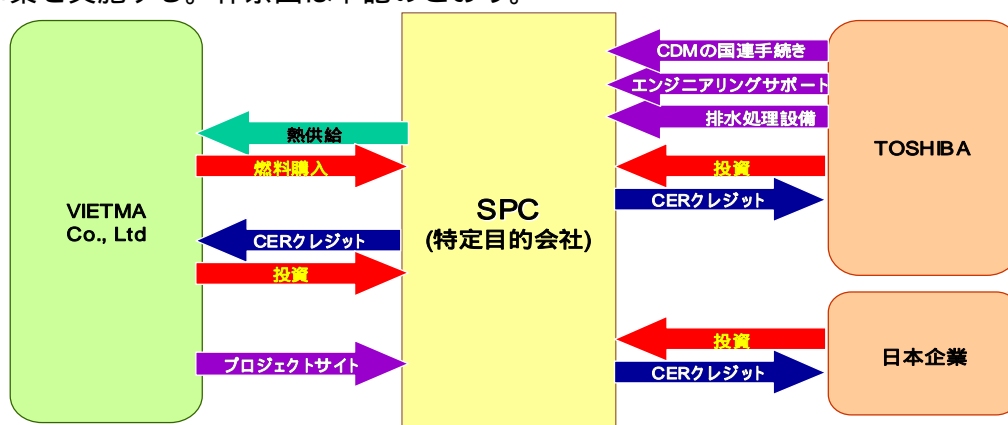 CDMの国連手続き
エンジニアリングサポート
排水処理設備
熱供給
燃料購入
投資
CERクレジット
TOSHIBA
VIETMA
Co., Ltd
SPC
(特定目的会社)
CERクレジット
投資
プロジェクトサイト
投資
CERクレジット
日本企業